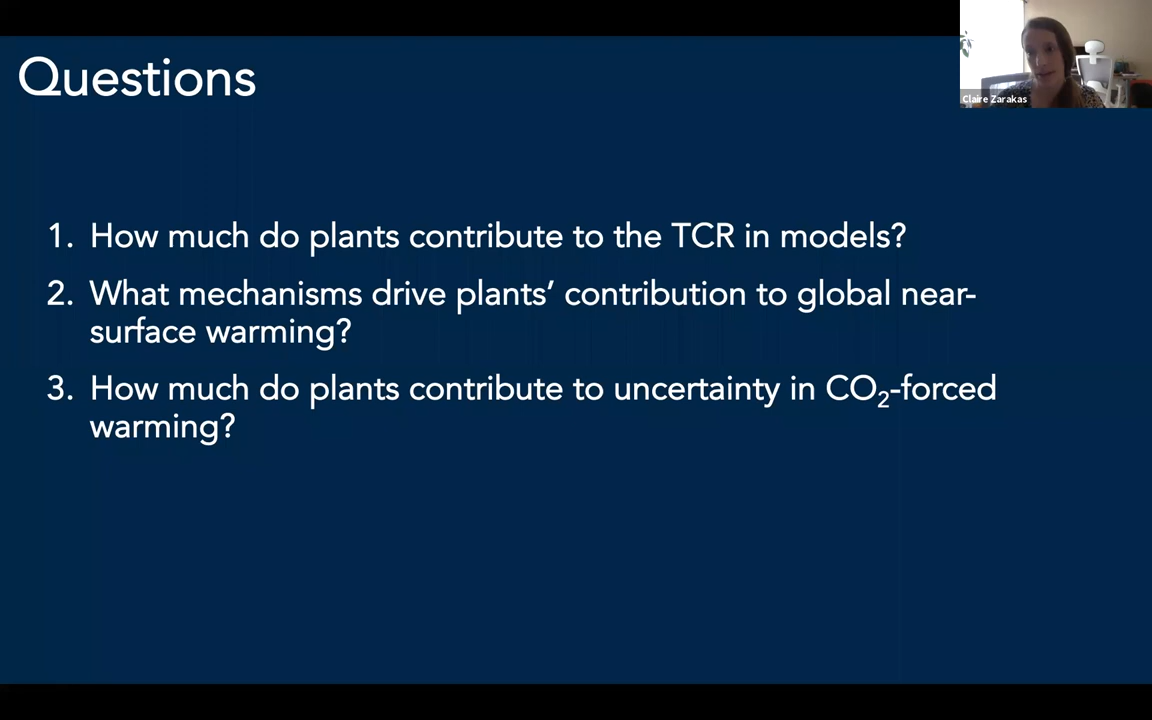 Questions
Claire Zarakas
1. How much do plants contribute to the TCR in models?
2. What mechanisms drive plants’ contribution to global near-
surface warming?
3. How much do plants contribute to uncertainty in CO₂-forced
warming?